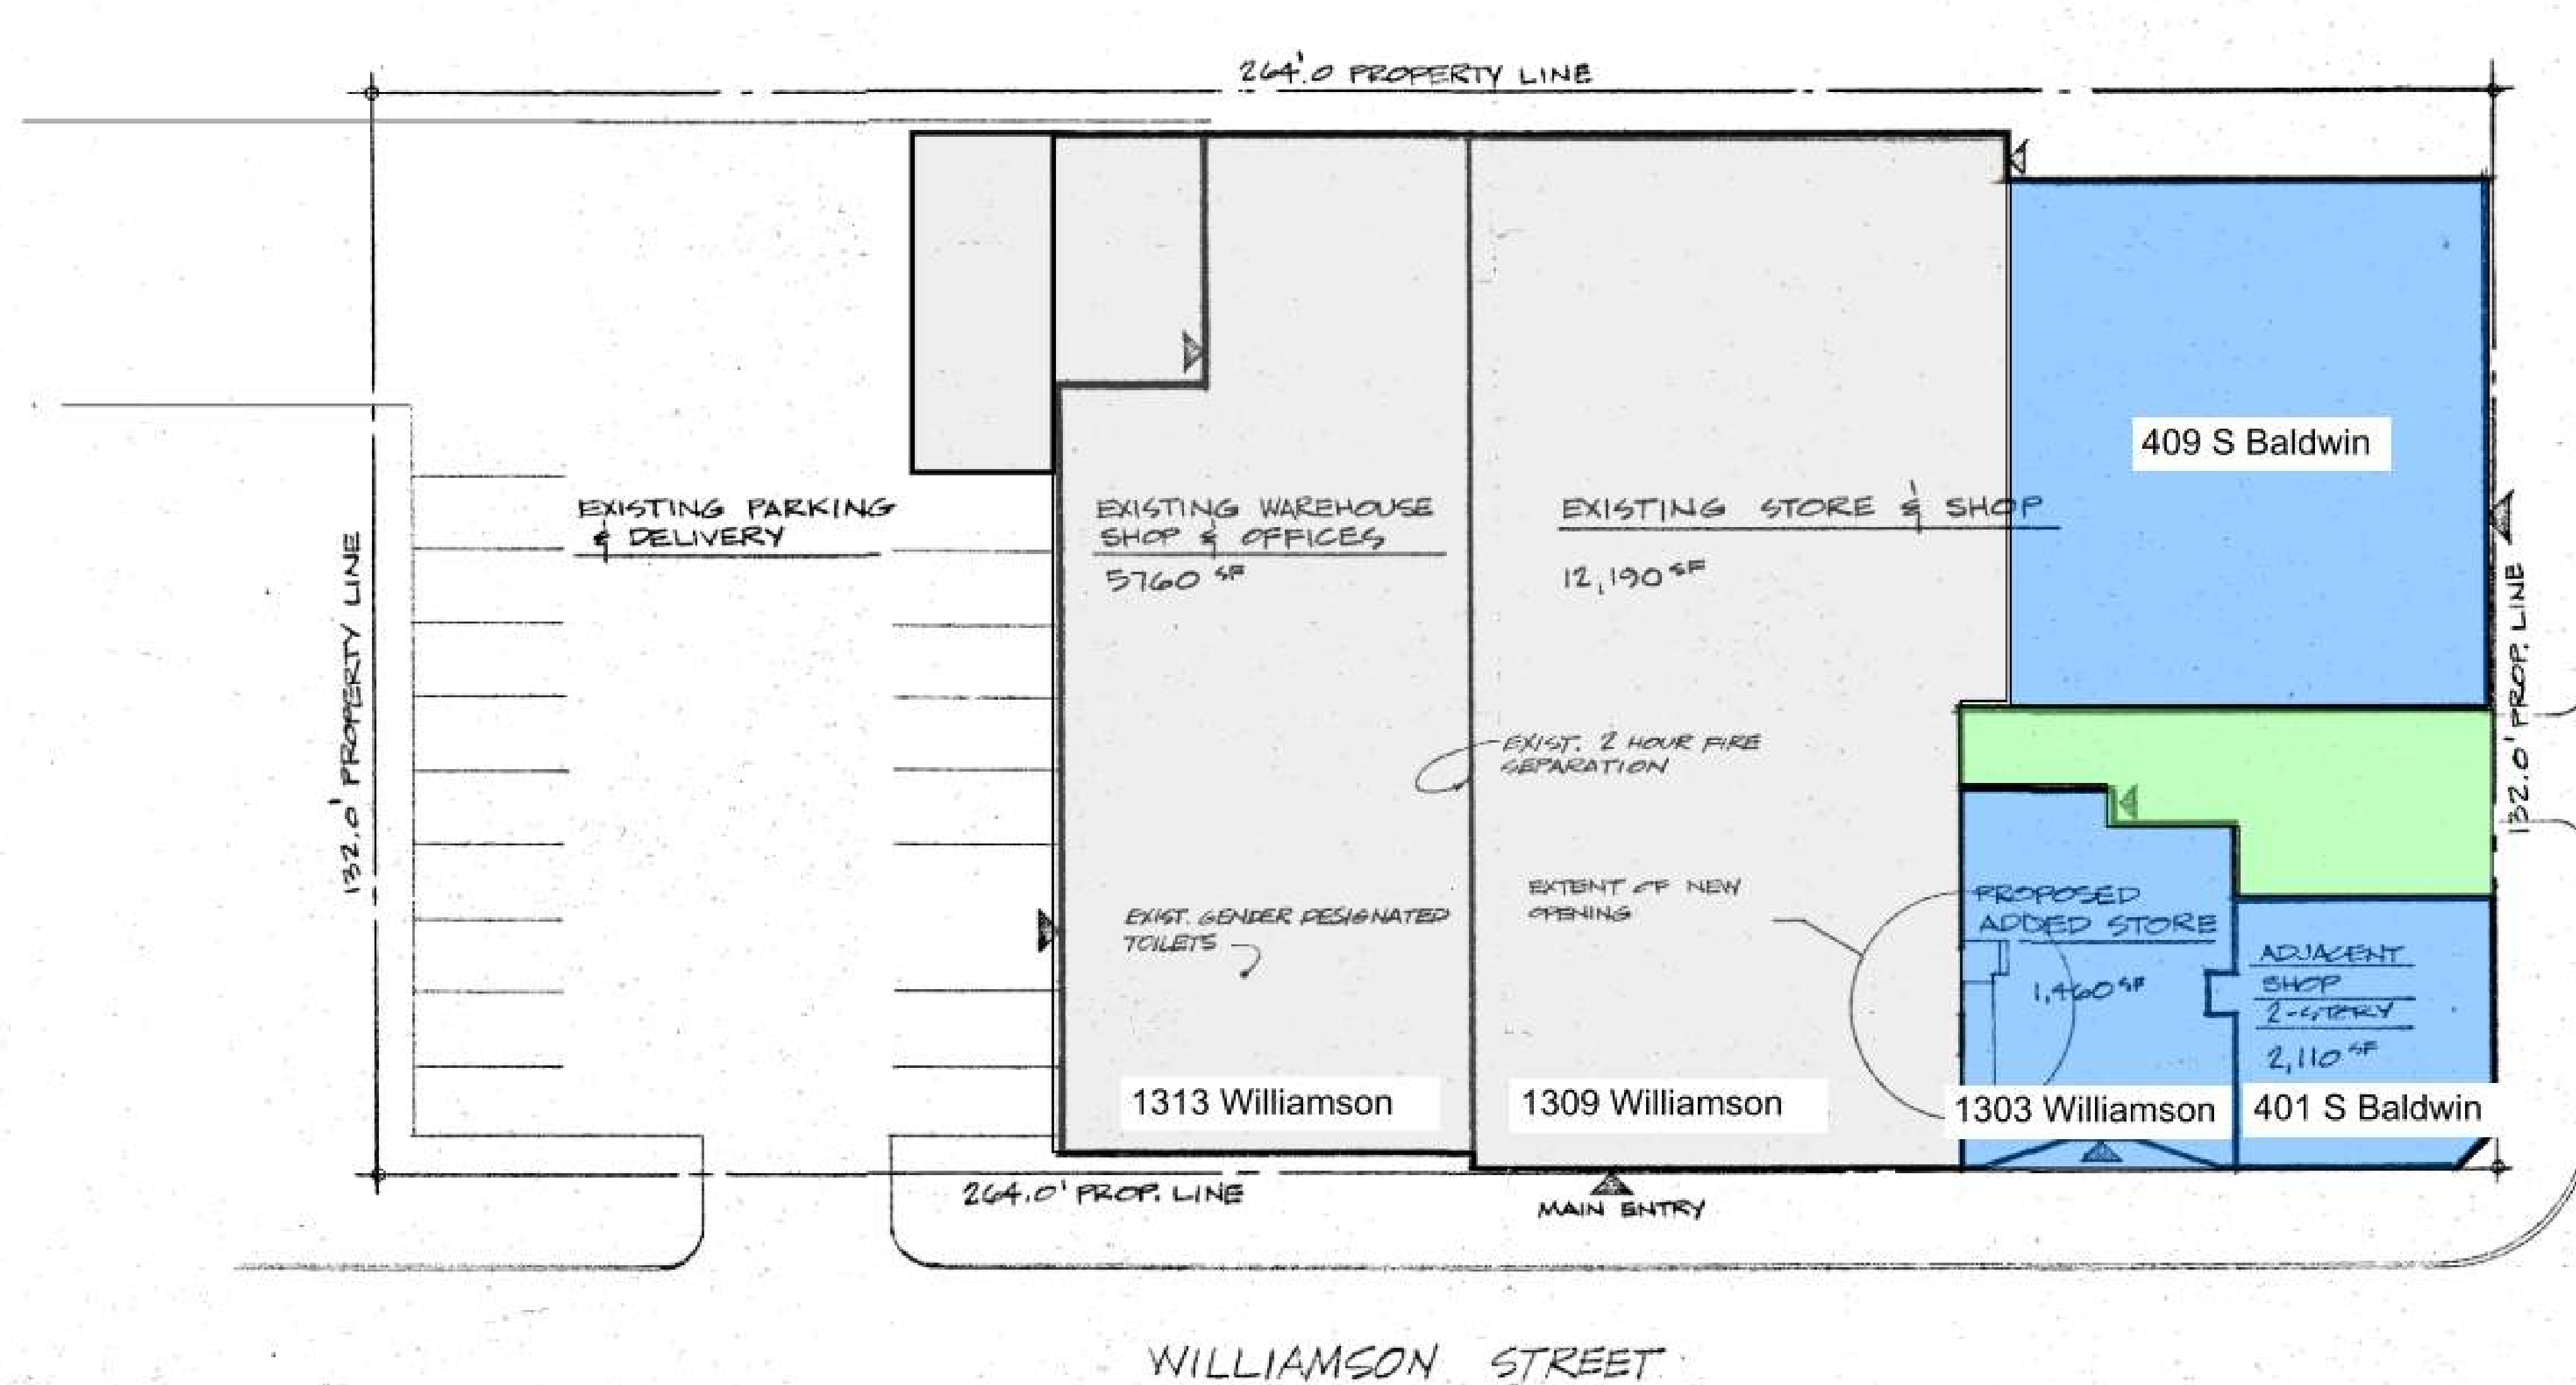 264'.0 PROPERTY LINE
409 S Baldwin
EXISTING PARKING
& DELIVERY
EXISTING WAREHOUSE
SHOP & OFFICES
5760 SF
EXISTING STORE & SHOP
12,190 SF
132.0' PROPERTY LINE
132.0' PROP. LINE
EXIST. 2 HOUR FIRE
SEPARATION
EXIST. GENDER DESIGNATED
TOILETS
EXTENT OF NEW
OPENING
PROPOSED
ADDED STORE
1,460 SF
ADJACENT
SHOP
2-STORY
2,110 SF
1313 Williamson
1309 Williamson
1303 Williamson
401 S Baldwin
264.0' PROP. LINE
MAIN ENTRY
WILLIAMSON STREET